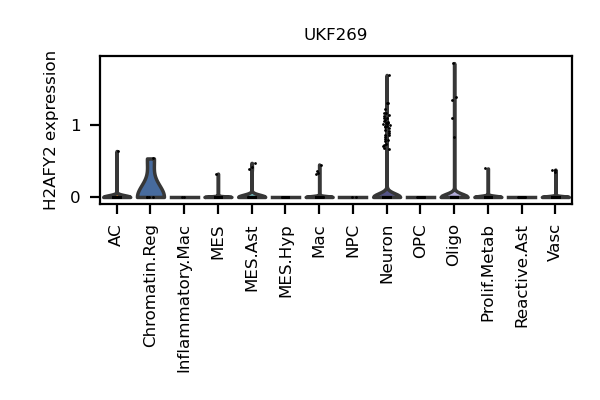 UKF269
H2AFY2 expression
1
0
AC
Chromatin.Reg
Inflammatory.Mac
MES
MES.Ast
MES.Hyp
Mac
NPC
Neuron
OPC
Oligo
Prolif.Metab
Reactive.Ast
Vasc